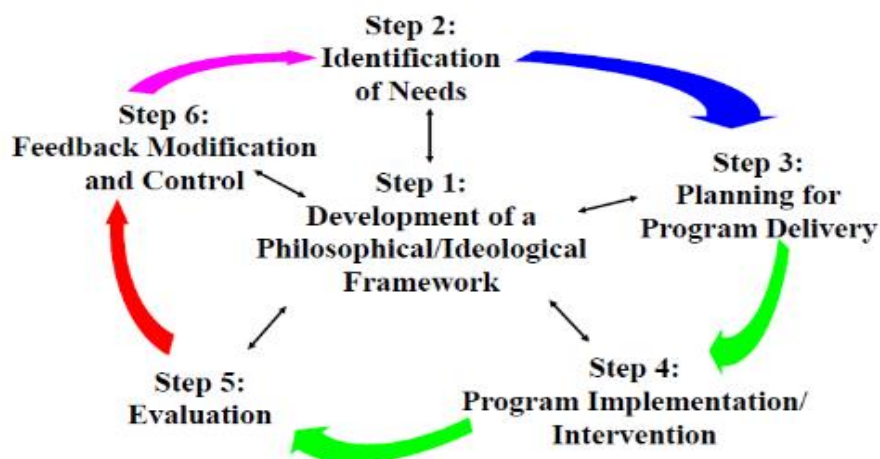 Step 2:
Identification
of Needs
Step 6:
Feedback Modification
and Control
Step 1:
Development of a
Philosophical/Ideological
Framework
Step 3:
Planning for
Program Delivery
Step 5:
Evaluation
Step 4:
Program Implementation/
Intervention